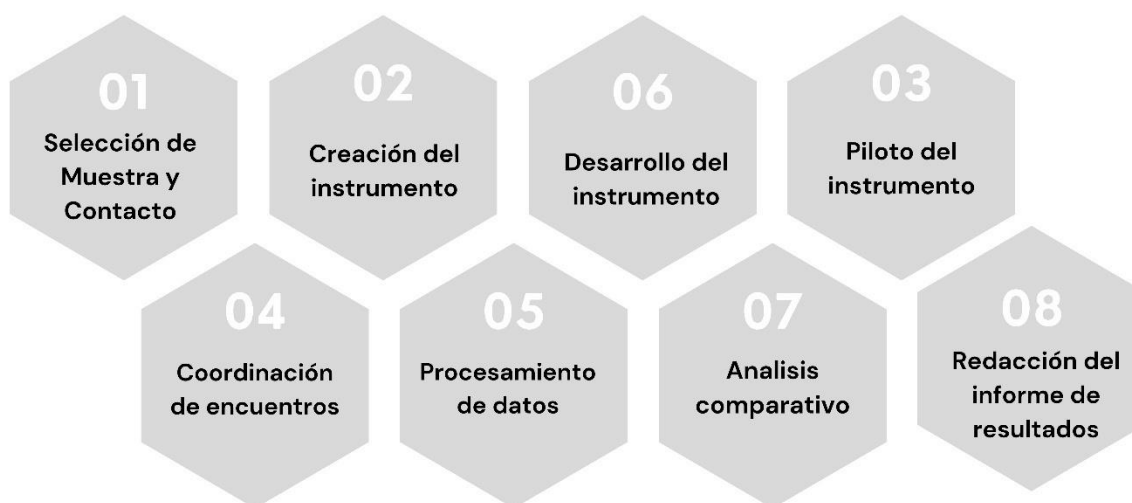 01
Selección de
Muestra y
Contacto
02
Creación del
instrumento
06
Desarrollo del
instrumento
03
Piloto del
instrumento
04
Coordinación
de encuentros
05
Procesamiento
de datos
07
Analisis
comparativo
08
Redacción del
informe de
resultados